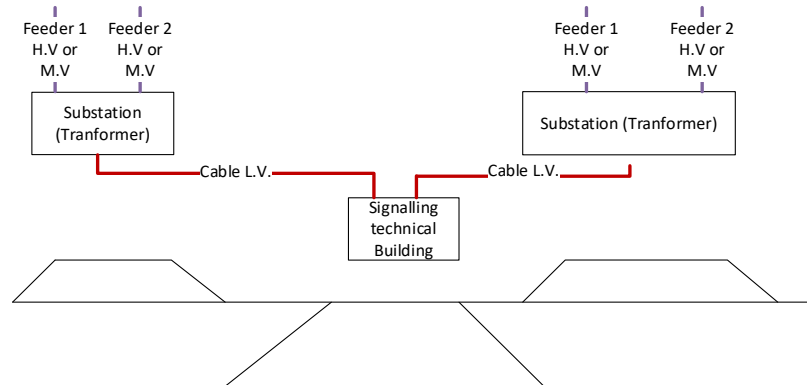 Feeder 1
H.V or
M.V
Feeder 2
H.V or
M.V
Feeder 1
H.V or
M.V
Feeder 2
H.V or
M.V
Substation
(Tranformer)
Substation (Tranformer)
Cable L.V.
Cable L.V.
Signalling
technical
Building